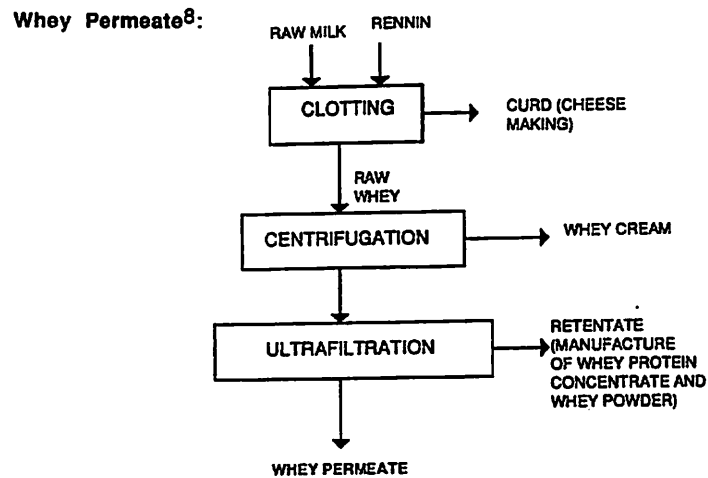 Whey Permeate8:
RAW MILK
RENNIN
CLOTTING
CURD (CHEESE
MAKING)
RAW
WHEY
CENTRIFUGATION
WHEY CREAM
ULTRAFILTRATION
RETENTATE
(MANUFACTURE
OF WHEY PROTEIN
CONCENTRATE AND
WHEY POWDER)
WHEY PERMEATE